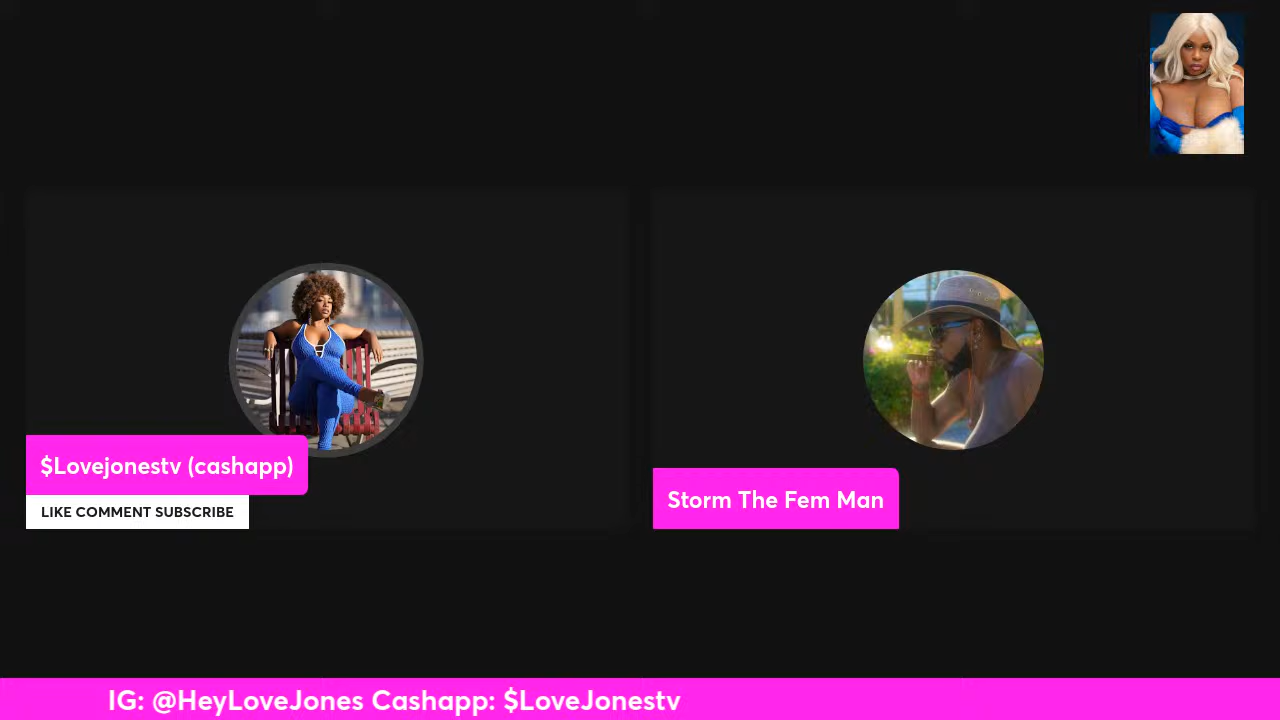 $Lovejonestv (cashapp)
LIKE COMMENT SUBSCRIBE
Storm The Fem Man
IG: @HeyLoveJones Cashapp: $LoveJonestv